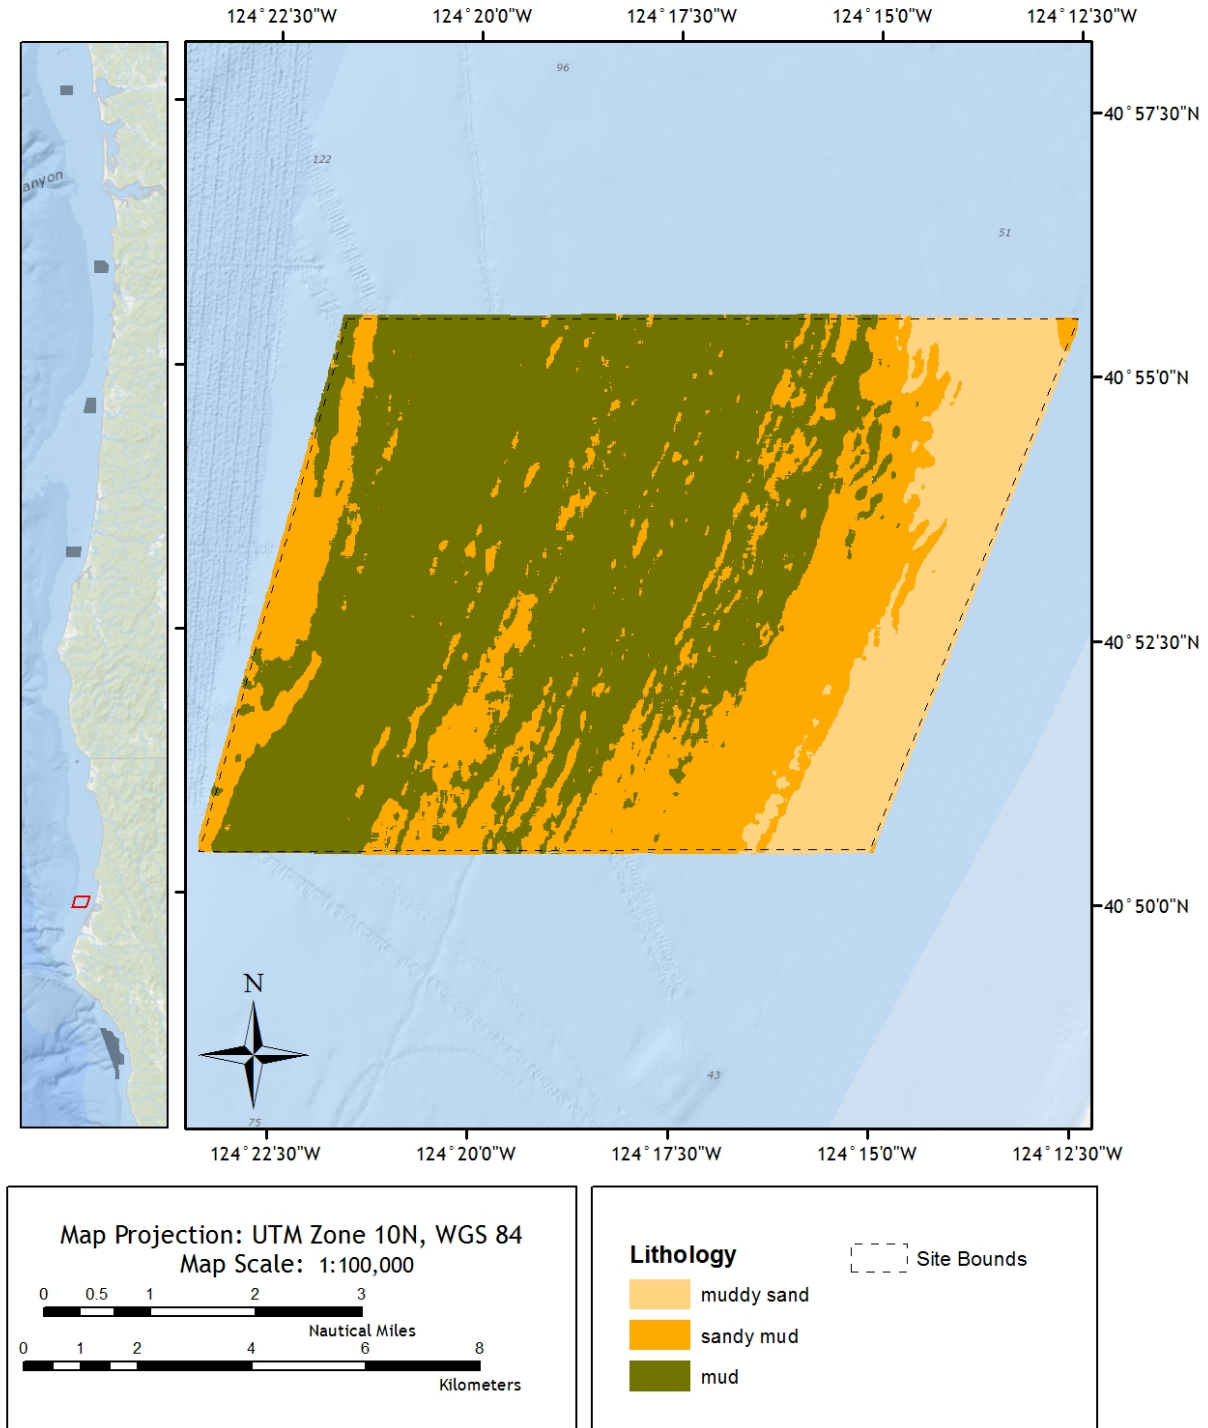 124°22'30"W 124°20'0"W 124°17'30"W 124°15'0"W 124°12'30"W
96
40°57'30"N
122
anyon
51
40°55'0"N
40°52'30"N
40°50'0"N
N
43
75
124°22'30"W 124°20'0"W 124°17'30"W 124°15'0"W 124°12'30"W
Map Projection: UTM Zone 10N, WGS 84
Map Scale: 1:100,000
0 0.5 1 2 3
Nautical Miles
0 1 2 4 6 8
Kilometers
Lithology
Site Bounds
muddy sand
sandy mud
mud